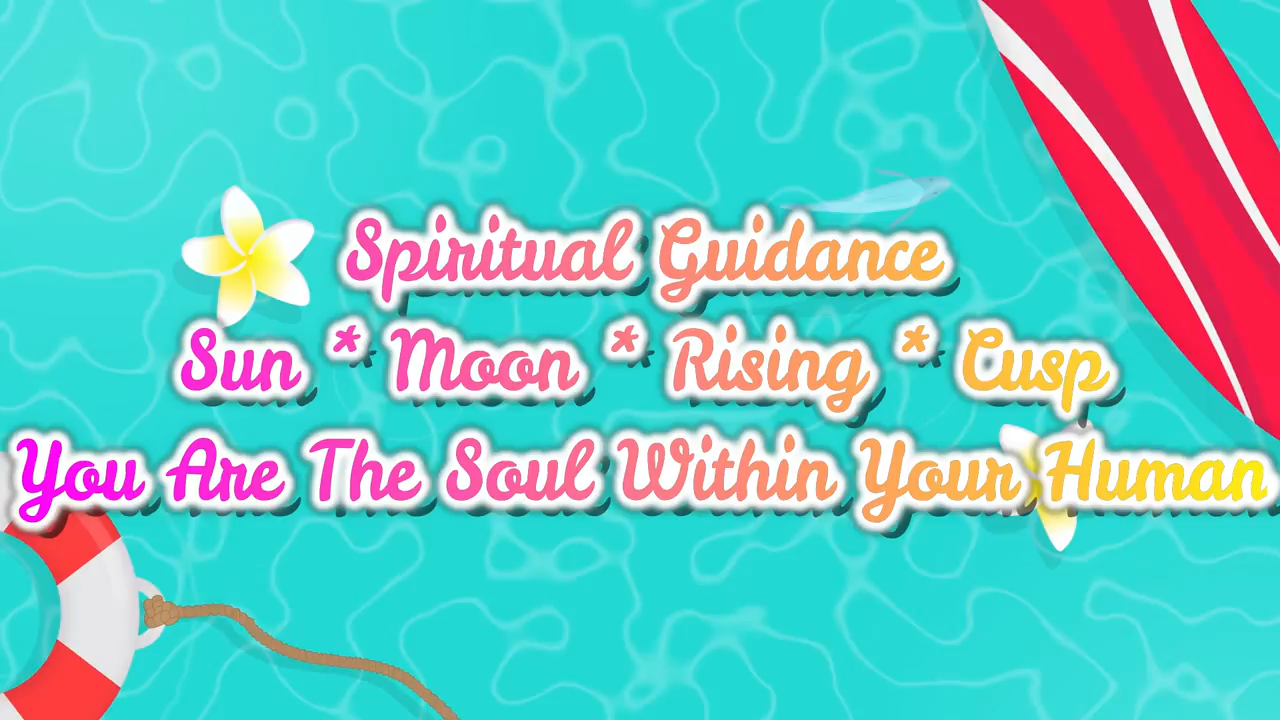 Spiritual Guidance
Sun * Moon * Rising * Cusp
You Are The Soul Within Your Human